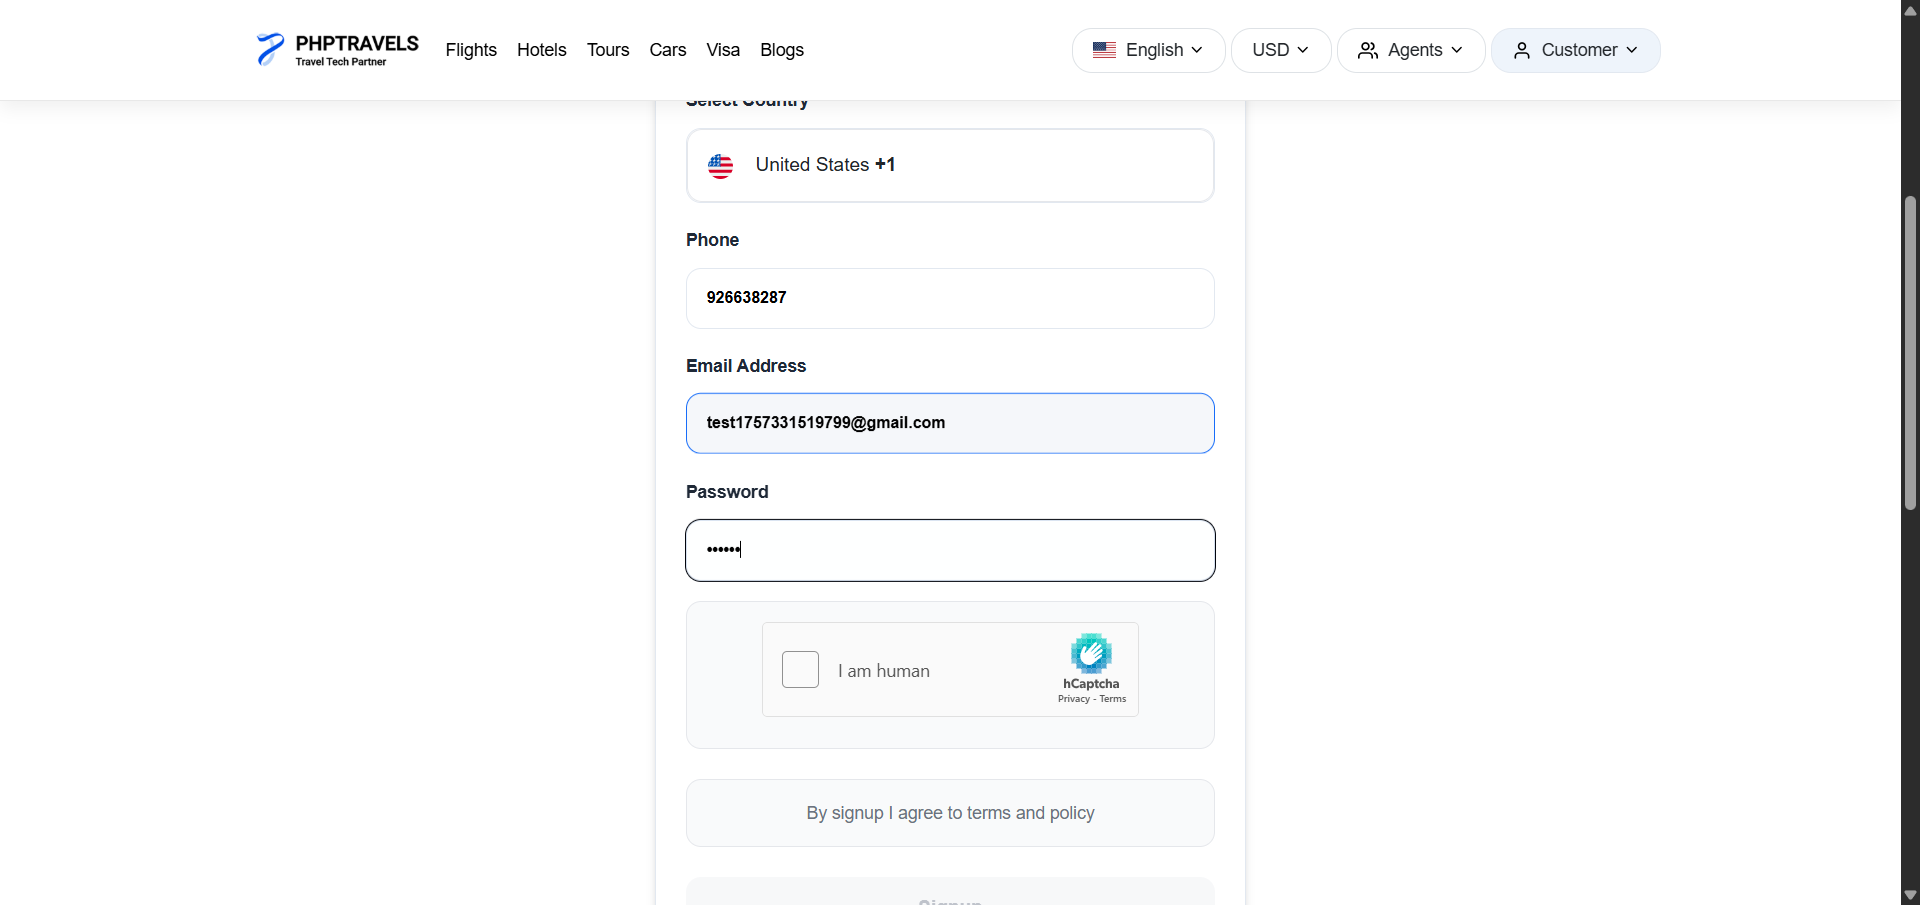 PHPTRAVELS
Travel Tech Partner
Flights Hotels Tours Cars Visa Blogs
English
USD
Agents
Customer
Select Country
United States +1
Phone
926638287
Email Address
test1757331519799@gmail.com
Password
••••••
I am human
hCaptcha
Privacy - Terms
By signup I agree to terms and policy
Signup